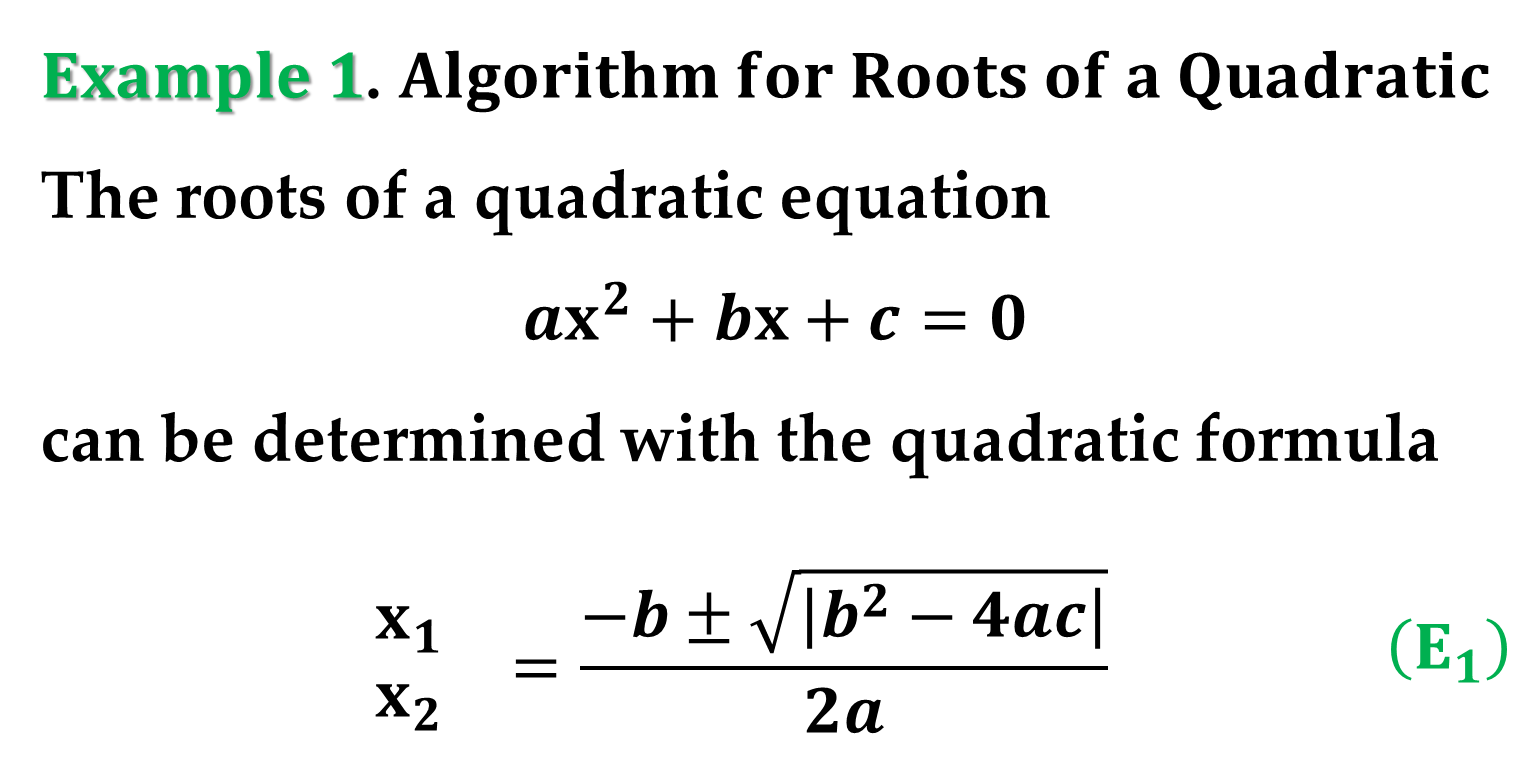 Example 1. Algorithm for Roots of a Quadratic
The roots of a quadratic equation
ax² + bx + c = 0
can be determined with the quadratic formula
x₁
x₂ = (−b ± √|b² − 4ac|) / 2a (E₁)